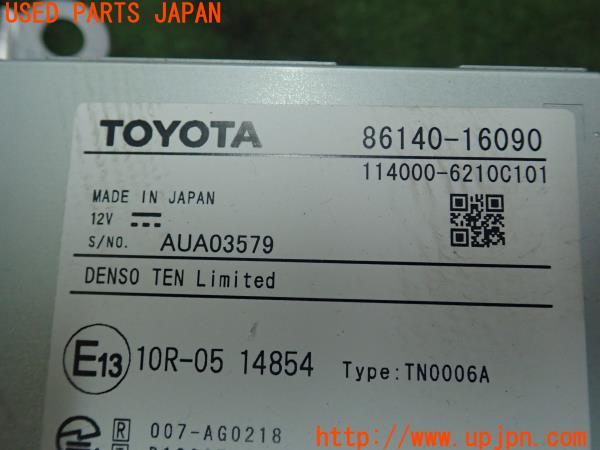 USED PARTS JAPAN
TOYOTA 86140-16090
114000-6210C101
MADE IN JAPAN
12V
S/NO. AUA03579
DENSO TEN Limited
E13 10R-05 14854 Type:TN0006A
R 007-AG0218
UPJ http://www.upjpn.com